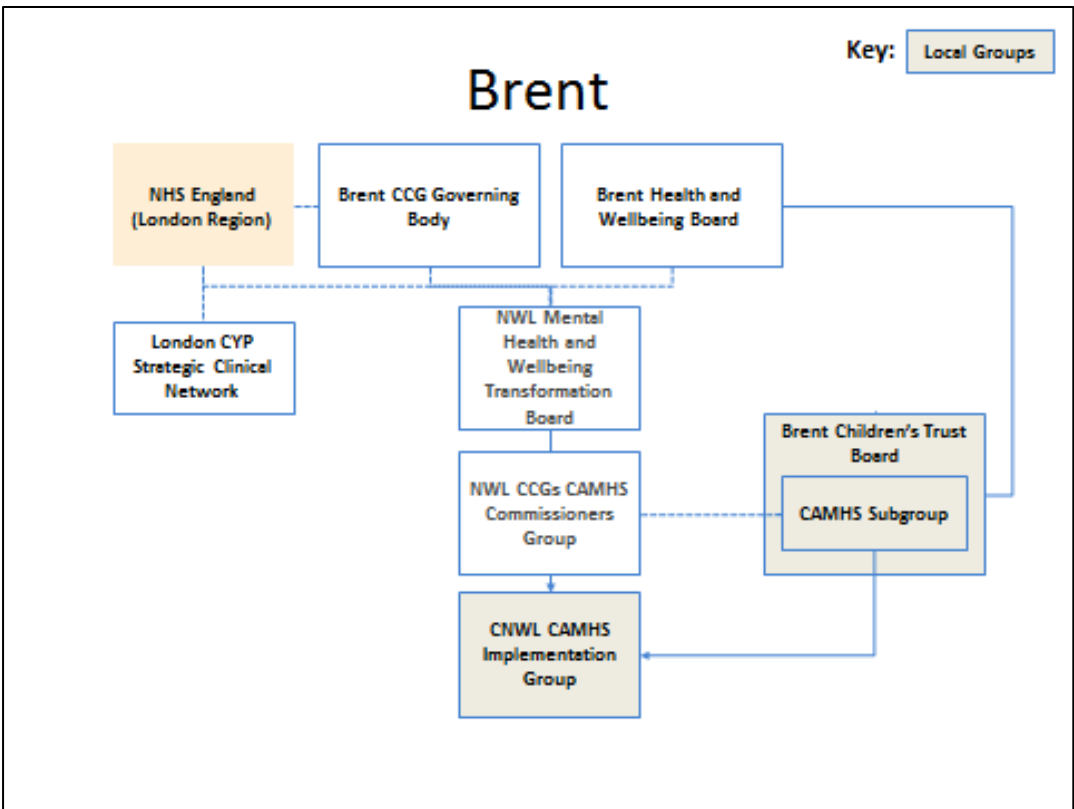 Key:
Local Groups
Brent
NHS England
(London Region)
Brent CCG Governing
Body
Brent Health and
Wellbeing Board
London CYP
Strategic Clinical
Network
NWL Mental
Health and
Wellbeing
Transformation
Board
Brent Children's Trust
Board
CAMHS Subgroup
NWL CCGs CAMHS
Commissioners
Group
CNWL CAMHS
Implementation
Group